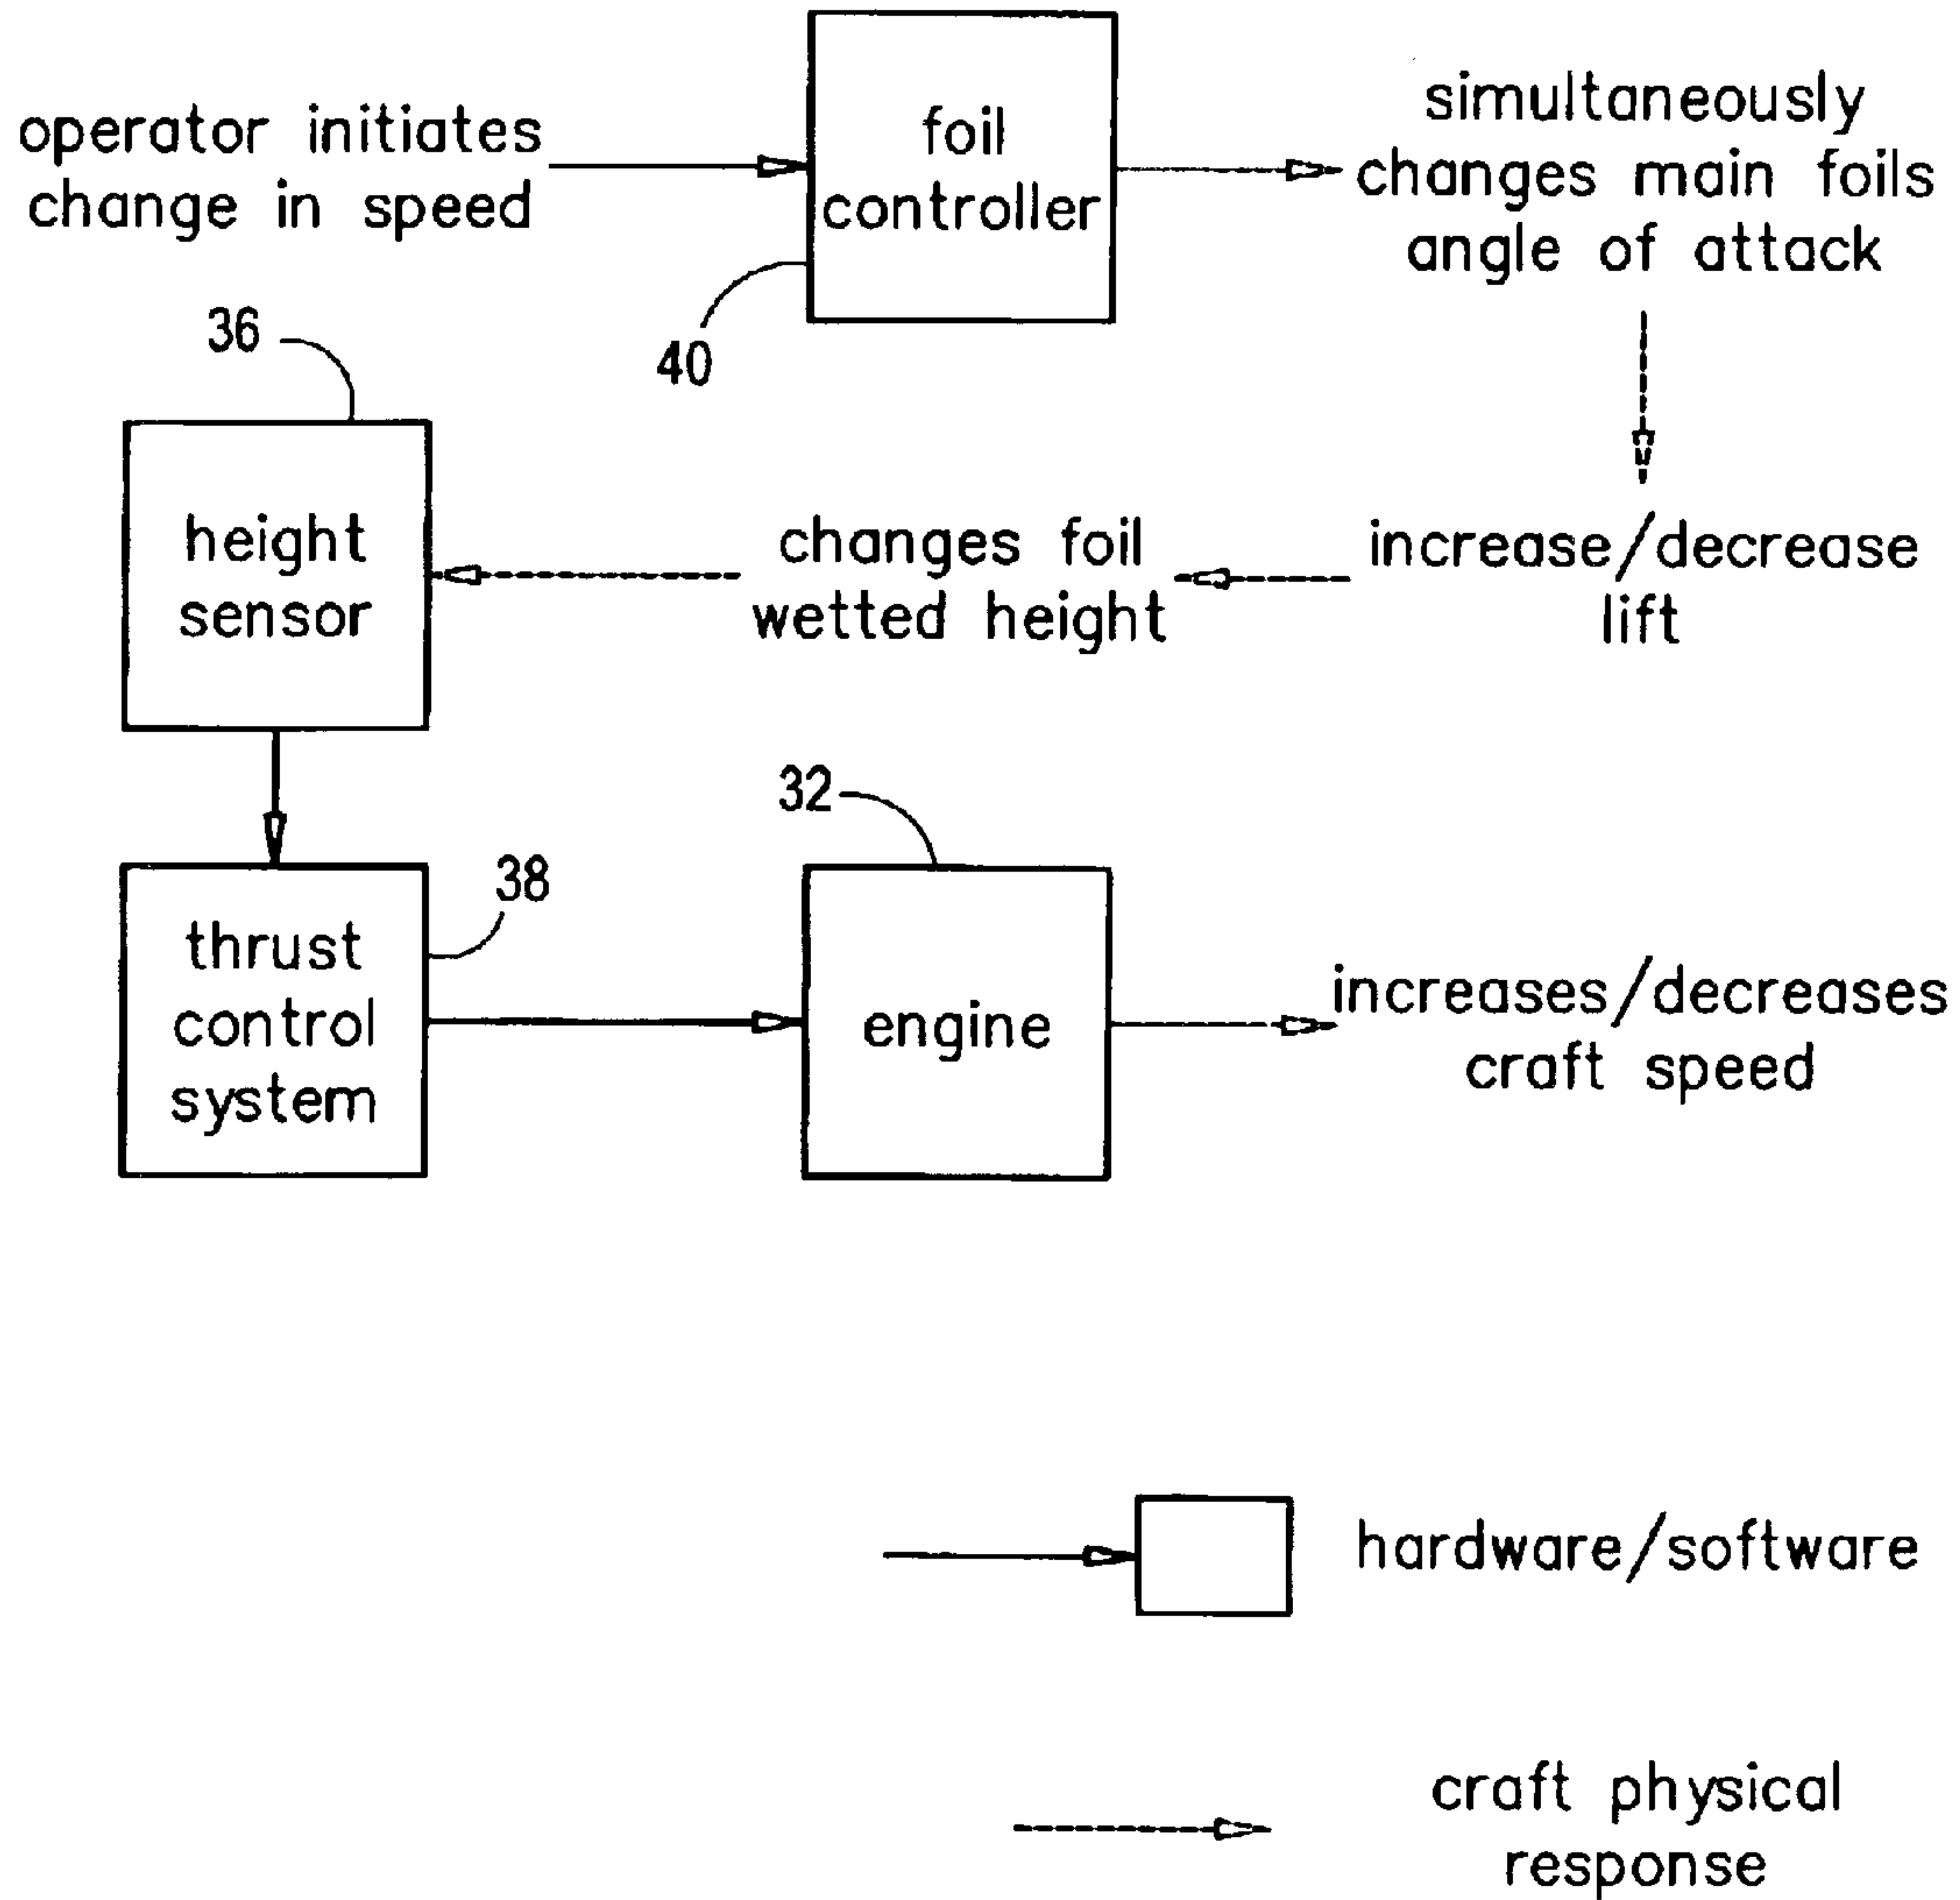 operator initiates
change in speed
foil
controller
40
simultaneously
changes main foils
angle of attack
increase/decrease
lift
changes foil
wetted height
36
height
sensor
thrust
control
system
38
32
engine
increases/decreases
craft speed
hardware/software
craft physical
response